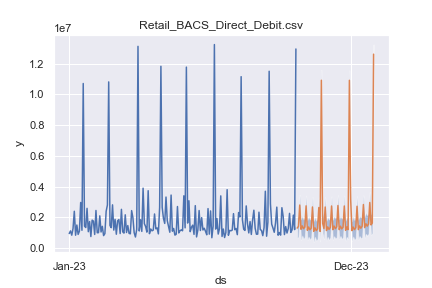 1e7
Retail_BACS_Direct_Debit.csv
1.2
1.0
0.8
0.6
0.4
0.2
0.0
y
Jan-23
Dec-23
ds